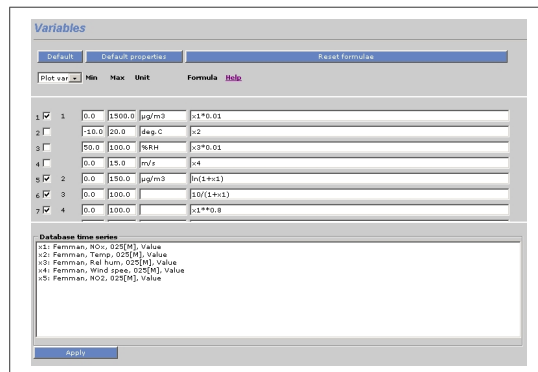 Variables
Default Default properties Reset formulae
Plot var Min Max Unit Formula Help
1 1 0.0 1500.0 µg/m3 x1*0.01
2 -10.0 20.0 deg.C x2
3 50.0 100.0 %RH x3*0.01
4 0.0 15.0 m/s x4
5 2 0.0 150.0 µg/m3 ln(1+x1)
6 3 0.0 100.0 10/(1+x1)
7 4 0.0 100.0 x1**0.8
Database time series
x1: Femman, NOx, 025[M], Value
x2: Femman, Temp, 025[M], Value
x3: Femman, Rel hum, 025[M], Value
x4: Femman, Wind spee, 025[M], Value
x5: Femman, NO2, 025[M], Value
Apply